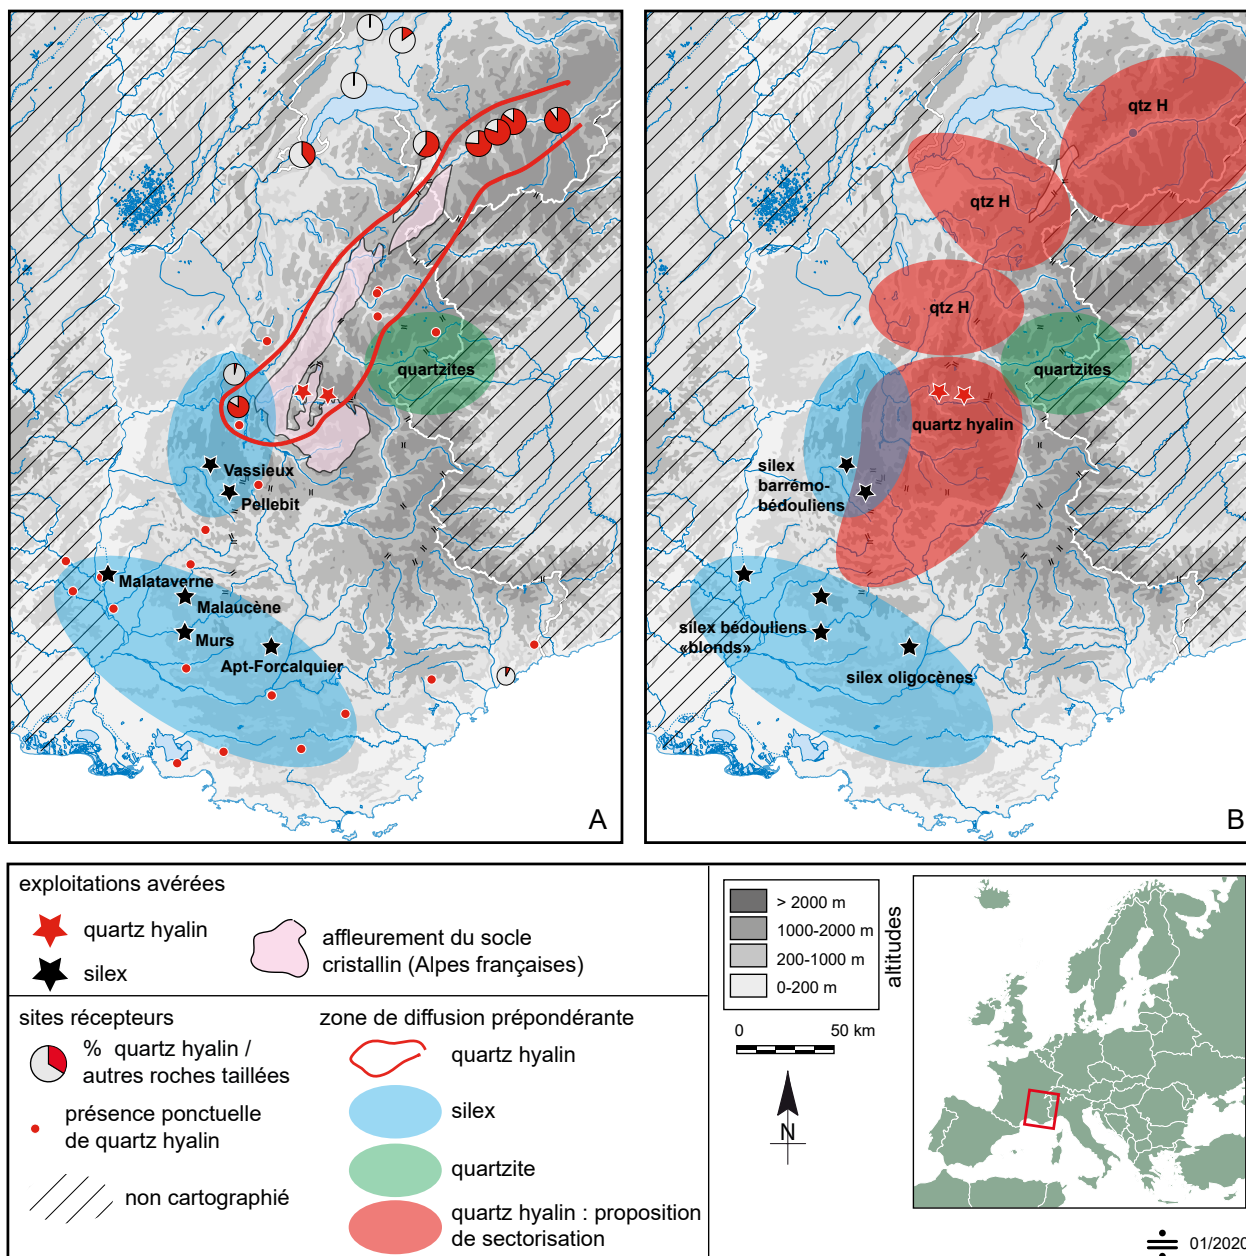 quartzites
Vassieux
Pellebit
Malataverne
Malaucène
Murs
Apt-Forcalquier
A
qtz H
qtz H
qtz H
quartzites
quartz hyalin
silex
barrémo-
bédouliens
silex bédouliens
«blonds»
silex oligocènes
B
exploitations avérées
quartz hyalin
silex
affleurement du socle
cristallin (Alpes françaises)
sites récepteurs
% quartz hyalin /
autres roches taillées
présence ponctuelle
de quartz hyalin
non cartographié
zone de diffusion prépondérante
quartz hyalin
silex
quartzite
quartz hyalin : proposition
de sectorisation
> 2000 m
1000-2000 m
200-1000 m
0-200 m
altitudes
0 50 km
N
01/2020